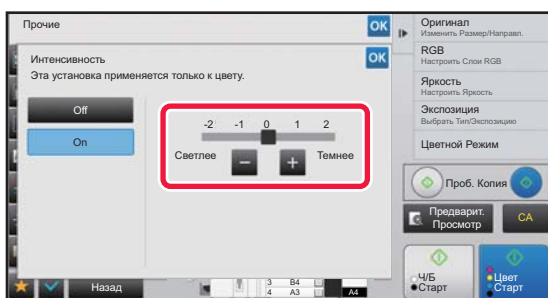 Прочие
OK
Интенсивность
OK
Эта установка применяется только к цвету.
Off
On
-2 -1 0 1 2
Светлее
Темнее
Оригинал
Изменить Размер/Направл.
RGB
Настроить Слои RGB
Яркость
Настроить Яркость
Экспозиция
Выбрать Тип/Экспозицию
Цветной Режим
Проб. Копия
Предварит.
Просмотр
CA
Ч/Б
Старт
Цвет
Старт
Назад
3 B4
4 A3
A4